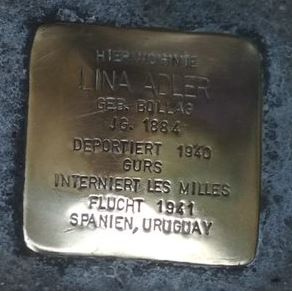 HIER WOHNTE
LINA ADLER
GEB. BOLLAG
JG. 1884
DEPORTIERT 1940
GURS
INTERNIERT LES MILLES
FLUCHT 1941
SPANIEN, URUGUAY